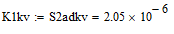 K1kv := S2adkv = 2.05 × 10⁻⁶